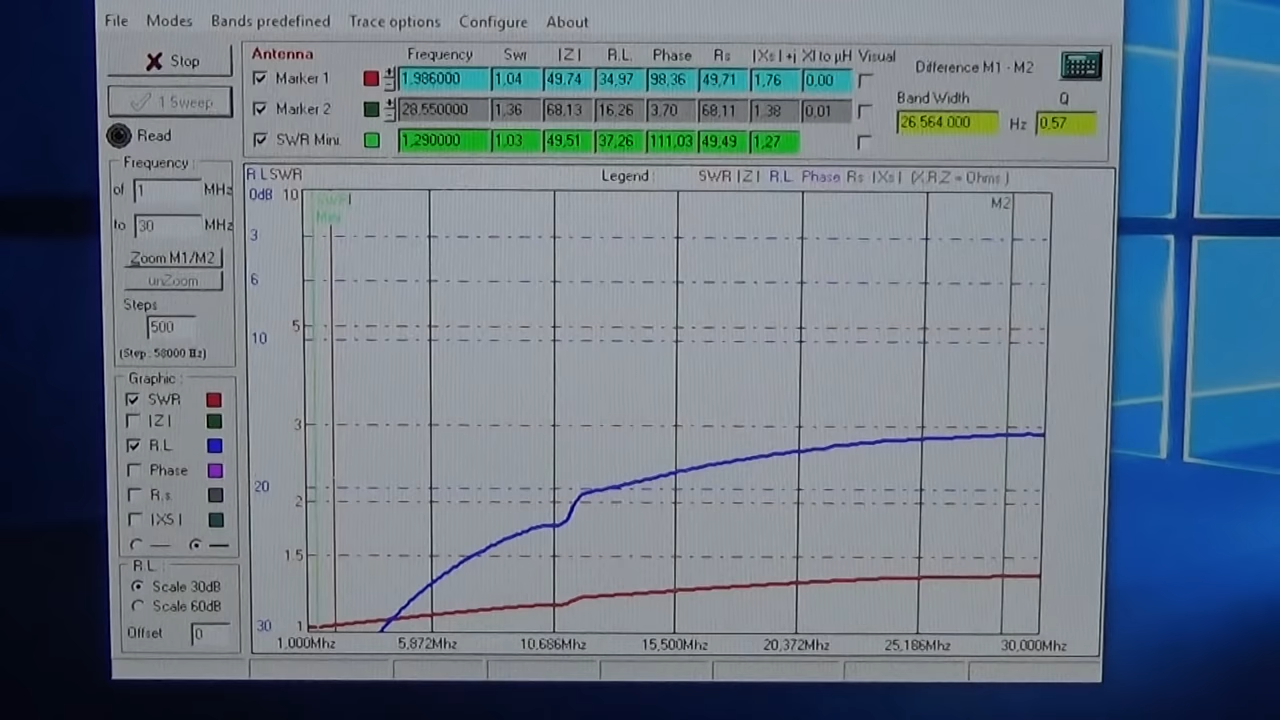 File Modes Bands predefined Trace options Configure About
Stop
1 Sweep
Read
Frequency :
of 1 MHz
to 30 MHz
Zoom M1/M2
unZoom
Steps
500
(Step : 58000 Hz)
Graphic :
SWR
|Z|
R.L
Phase
R.s
|XS|
R.L :
Scale 30dB
Scale 60dB
Offset 0
Antenna Frequency Swr |Z| R.L. Phase Rs |Xs|+j Xl to µH Visual
Marker 1 1.986000 1,04 49,74 34,97 98,36 49,71 1,76 0,00
Marker 2 28.550000 1,36 68,13 16,26 3,70 68,11 1,38 0,01
SWR Mini. 1,290000 1,03 49,51 37,26 111,03 49,49 1,27
Difference M1 - M2
Band Width Q
26.564.000 Hz 0,57
R.L SWR Legend : SWR |Z| R.L Phase Rs |Xs| (X.R.Z = Ohms)
0dB 10
3
6
5
10
3
20
2
1.5
30 1
SWR
Mini
M2
1,000Mhz 5,872Mhz 10,686Mhz 15,500Mhz 20,372Mhz 25,186Mhz 30,000Mhz